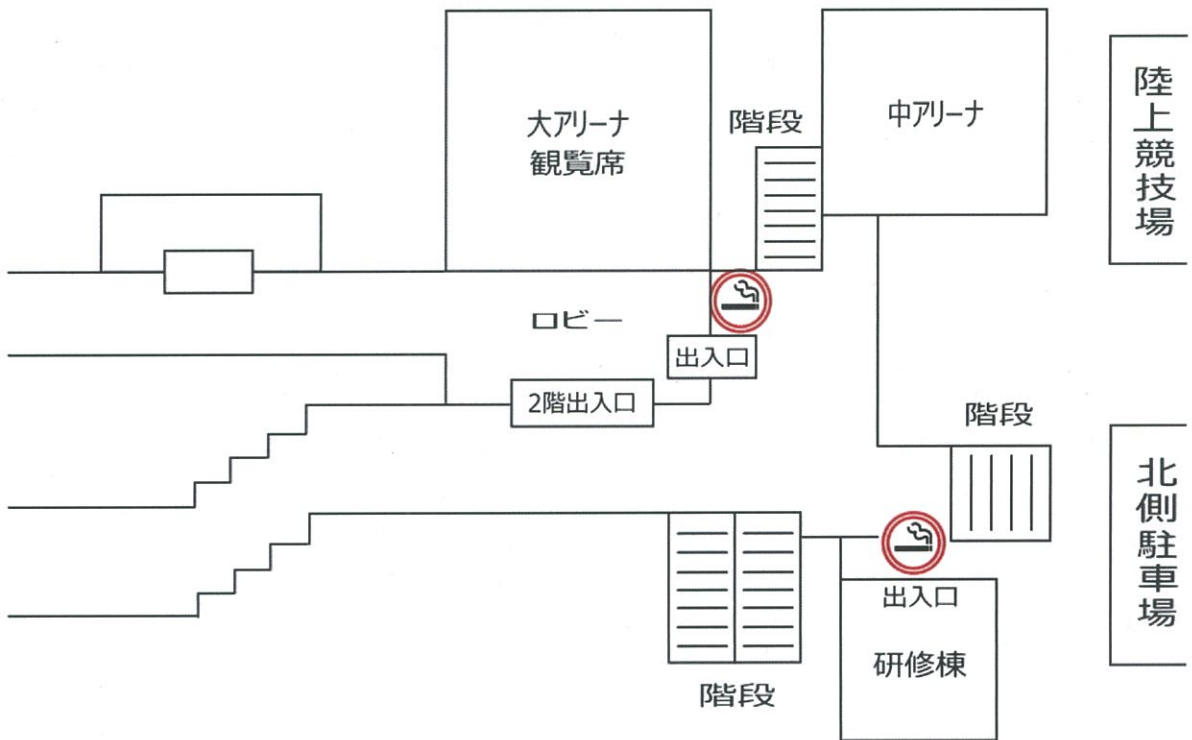 大アリーナ
観覧席
階段
中アリーナ
陸上競技場
ロビー
出入口
2階出入口
階段
北側駐車場
出入口
研修棟
階段